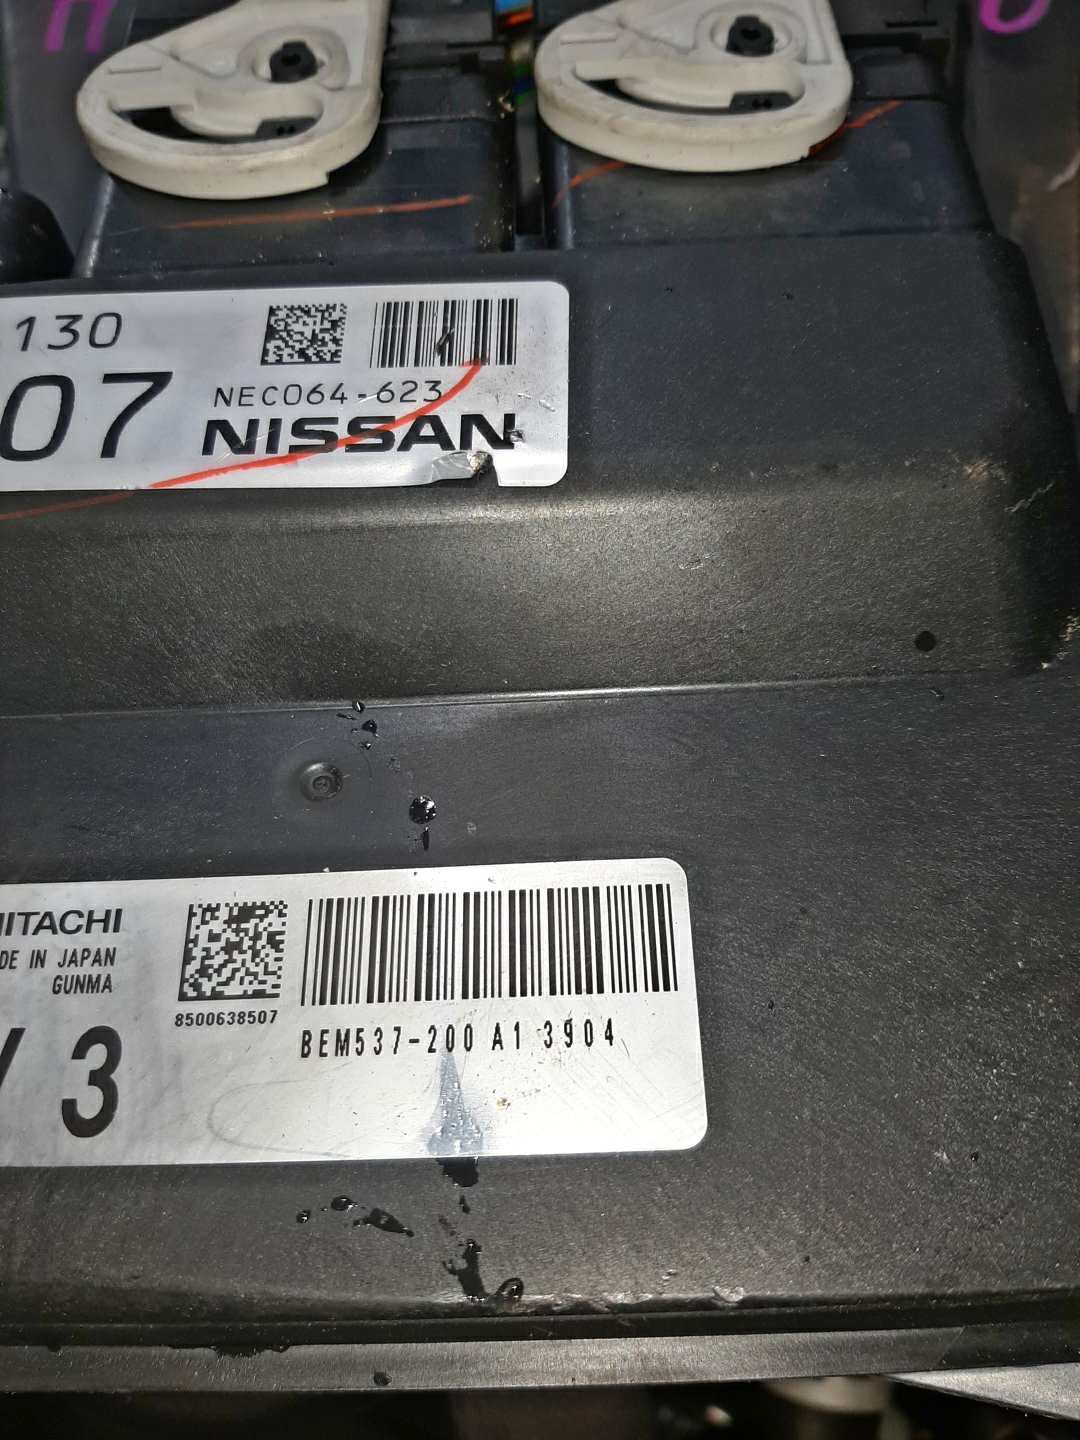 130
07
NEC064-623
NISSAN
HITACHI
DE IN JAPAN
GUNMA
8500638507
BEM537-200 A1 3904
3